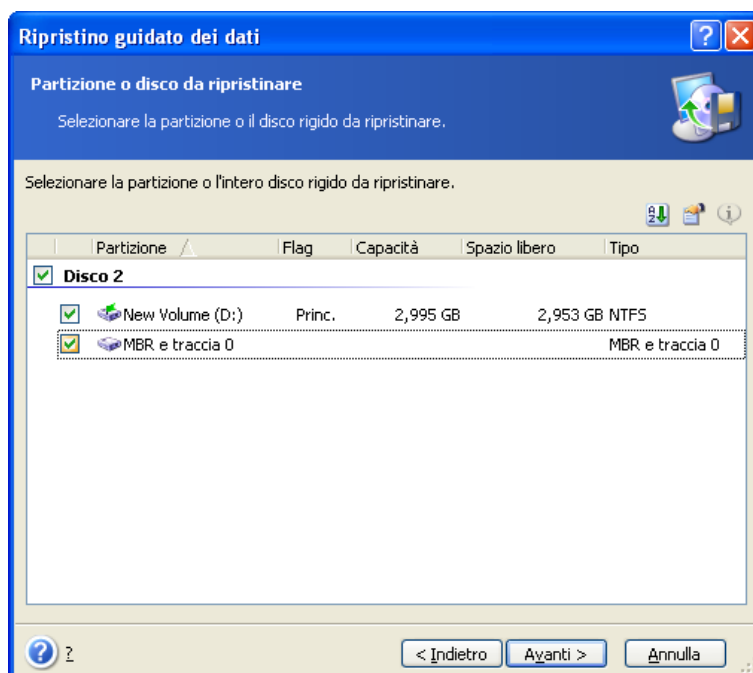 Ripristino guidato dei dati
Partizione o disco da ripristinare
Selezionare la partizione o il disco rigido da ripristinare.
Selezionare la partizione o l'intero disco rigido da ripristinare.
Partizione Flag Capacità Spazio libero Tipo
Disco 2
New Volume (D:) Princ. 2,995 GB 2,953 GB NTFS
MBR e traccia 0 MBR e traccia 0
? < Indietro Avanti > Annulla